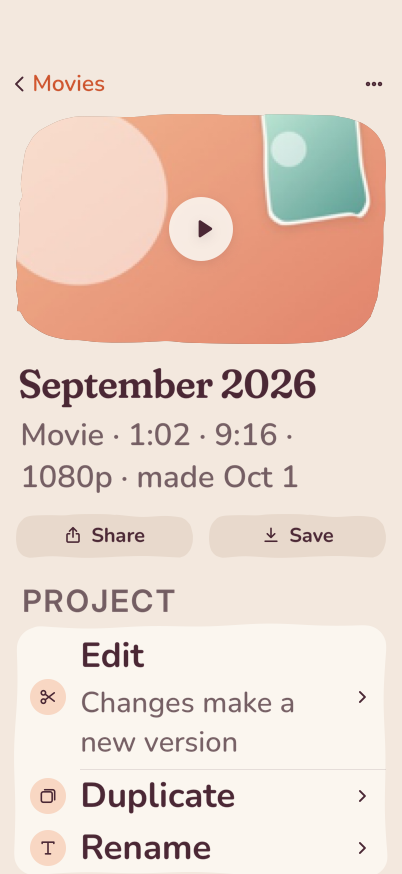 Movies
September 2026
Movie · 1:02 · 9:16 ·
1080p · made Oct 1
Share
Save
PROJECT
Edit
Changes make a
new version
Duplicate
Rename